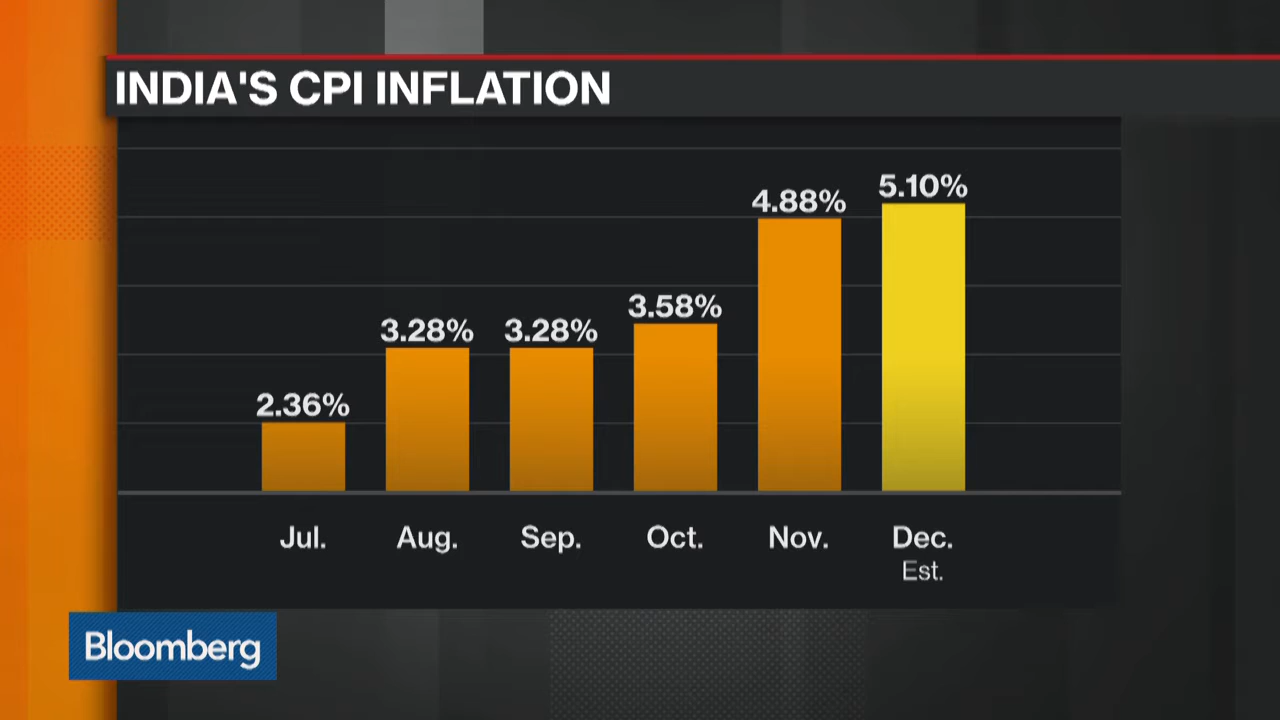 INDIA'S CPI INFLATION
2.36%
3.28%
3.28%
3.58%
4.88%
5.10%
Jul.
Aug.
Sep.
Oct.
Nov.
Dec.
Est.
Bloomberg